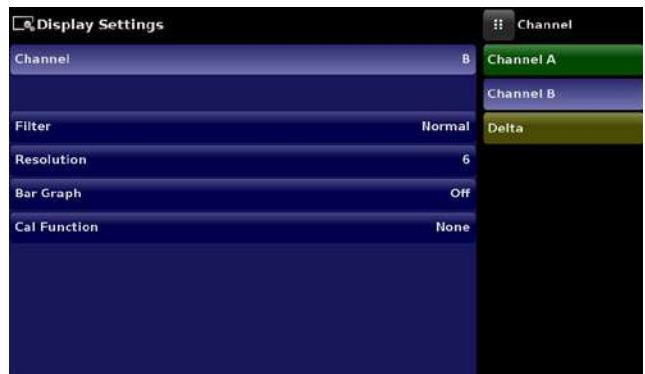 Display Settings
Channel B
Filter Normal
Resolution 6
Bar Graph Off
Cal Function None
Channel
Channel A
Channel B
Delta